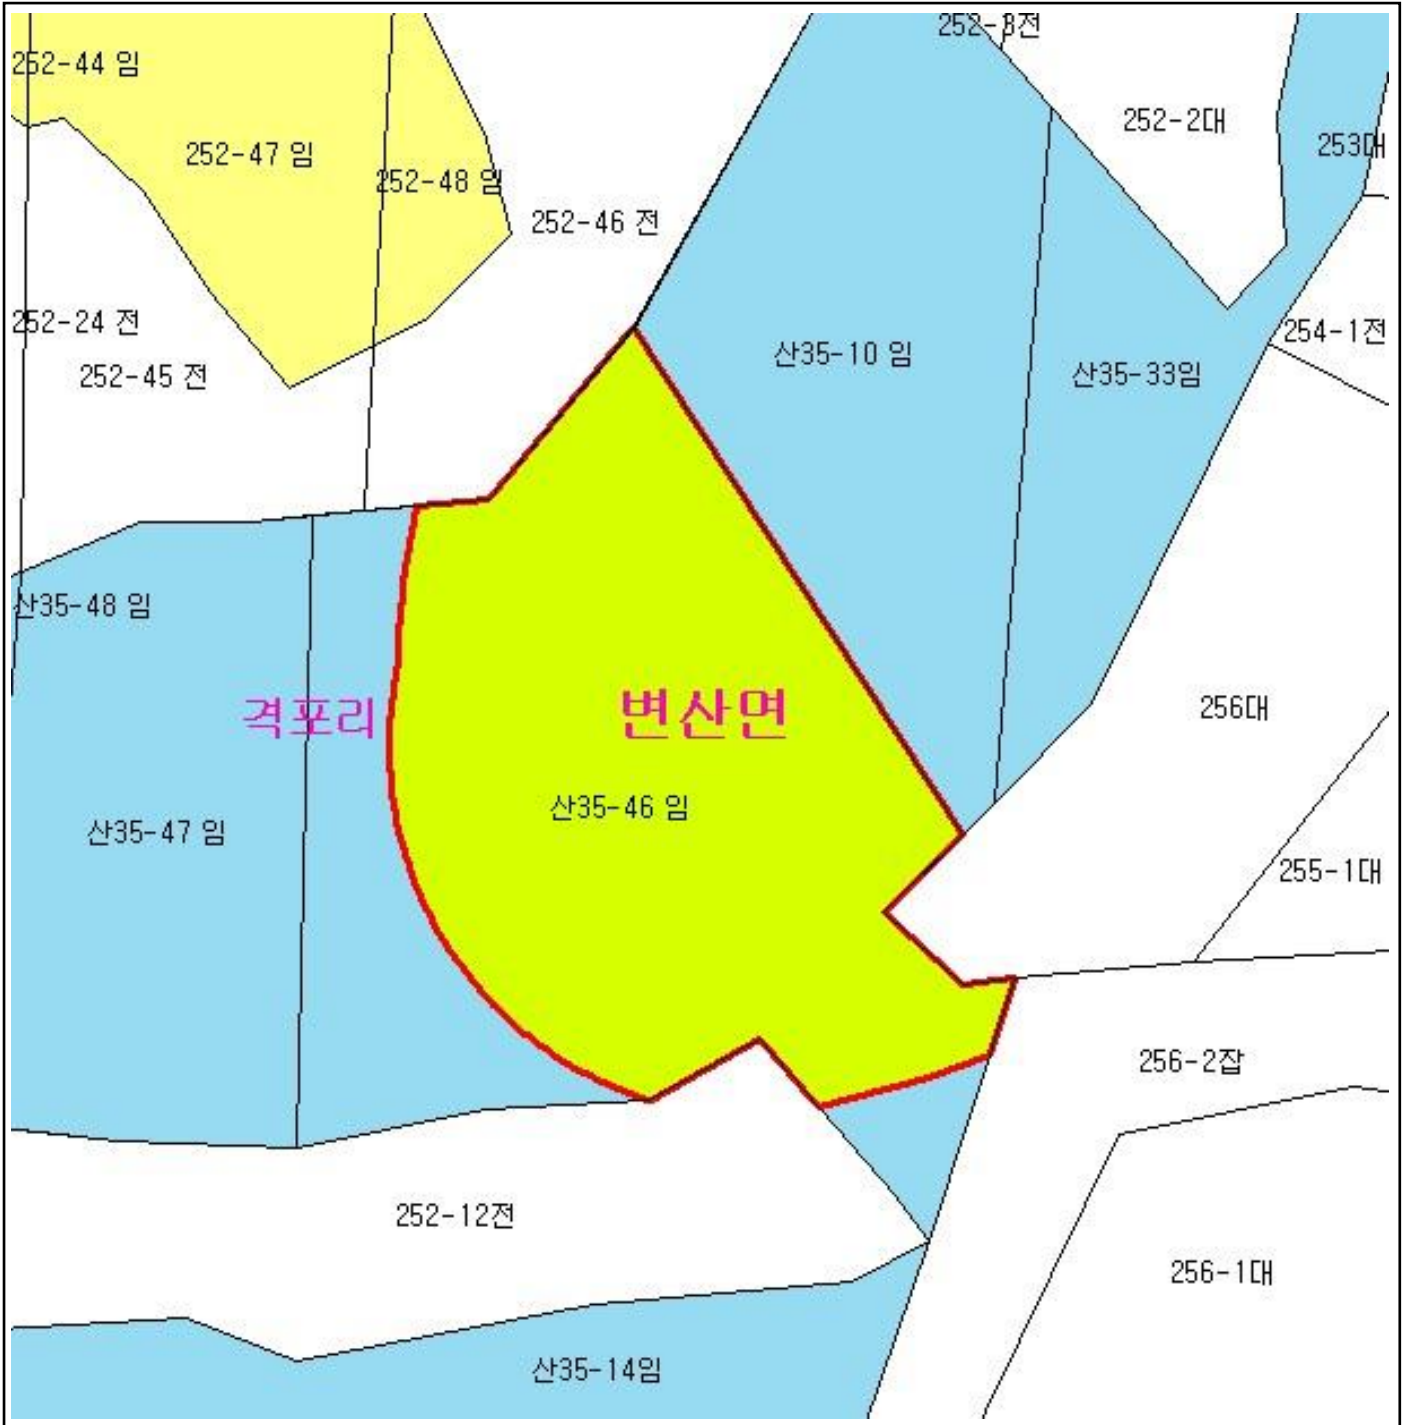 252-3전
252-44 임
252-2대
253대
252-47 임
252-48 임
252-46 전
252-24 전
254-1전
산35-10 임
252-45 전
산35-33임
산35-48 임
격포리
변산면
256대
산35-46 임
산35-47 임
255-1대
256-2잡
252-12전
256-1대
산35-14임